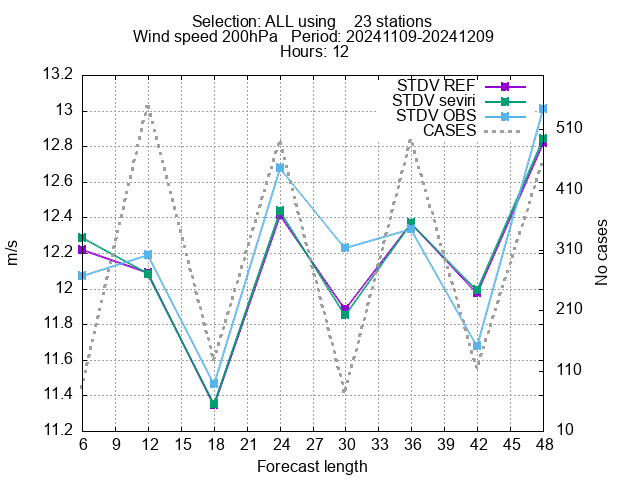 Selection: ALL using 23 stations
Wind speed 200hPa Period: 20241109-20241209
Hours: 12
STDV REF
STDV seviri
STDV OBS
CASES
13.2
13
12.8
12.6
12.4
12.2
12
11.8
11.6
11.4
11.2
m/s
510
410
310
210
110
10
No cases
6 9 12 15 18 21 24 27 30 33 36 39 42 45 48
Forecast length